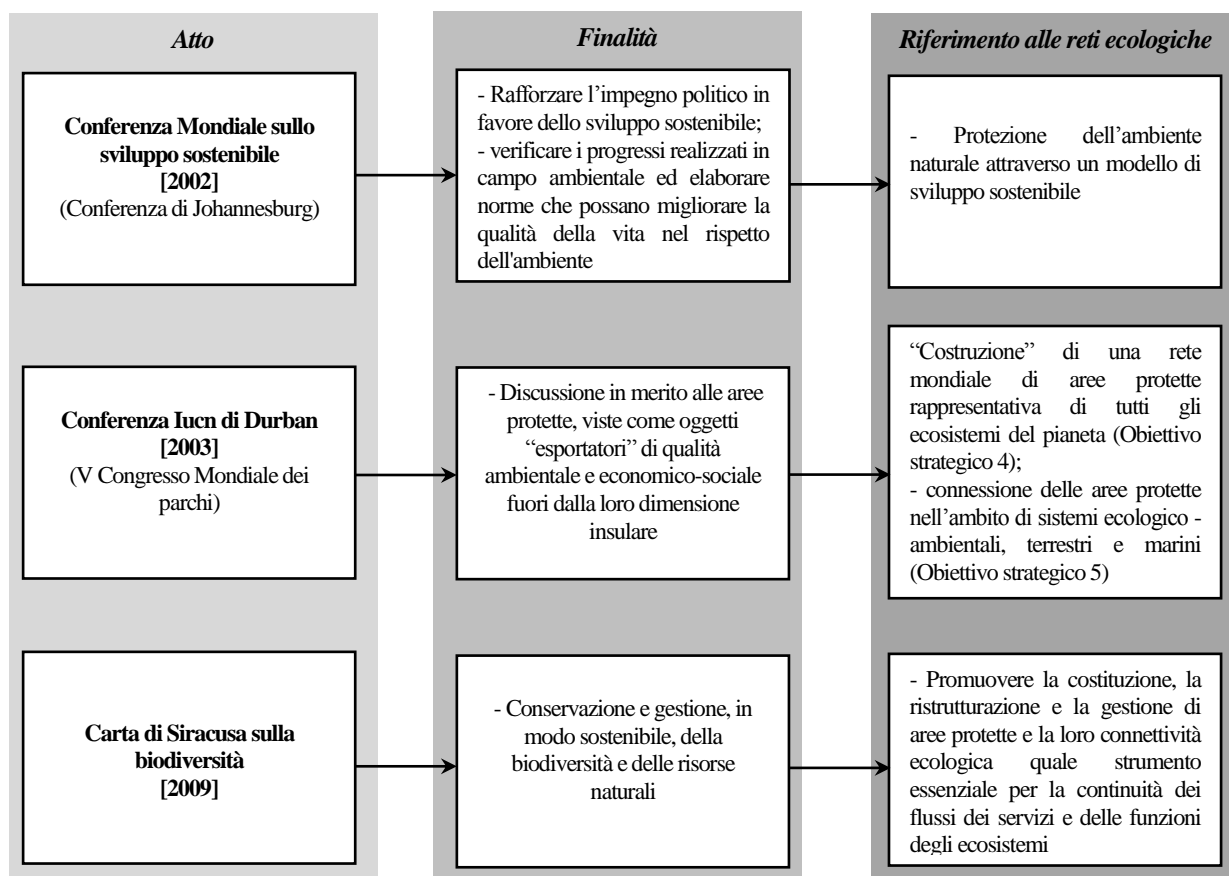 Atto
Finalità
Riferimento alle reti ecologiche
Conferenza Mondiale sullo
sviluppo sostenibile
[2002]
(Conferenza di Johannesburg)
- Rafforzare l’impegno politico in
favore dello sviluppo sostenibile;
- verificare i progressi realizzati in
campo ambientale ed elaborare
norme che possano migliorare la
qualità della vita nel rispetto
dell'ambiente
- Protezione dell’ambiente
naturale attraverso un modello di
sviluppo sostenibile
Conferenza Iucn di Durban
[2003]
(V Congresso Mondiale dei
parchi)
- Discussione in merito alle aree
protette, viste come oggetti
“esportatori” di qualità
ambientale e economico-sociale
fuori dalla loro dimensione
insulare
“Costruzione” di una rete
mondiale di aree protette
rappresentativa di tutti gli
ecosistemi del pianeta (Obiettivo
strategico 4);
- connessione delle aree protette
nell’ambito di sistemi ecologico -
ambientali, terrestri e marini
(Obiettivo strategico 5)
Carta di Siracusa sulla
biodiversità
[2009]
- Conservazione e gestione, in
modo sostenibile, della
biodiversità e delle risorse
naturali
- Promuovere la costituzione, la
ristrutturazione e la gestione di
aree protette e la loro connettività
ecologica quale strumento
essenziale per la continuità dei
flussi dei servizi e delle funzioni
degli ecosistemi